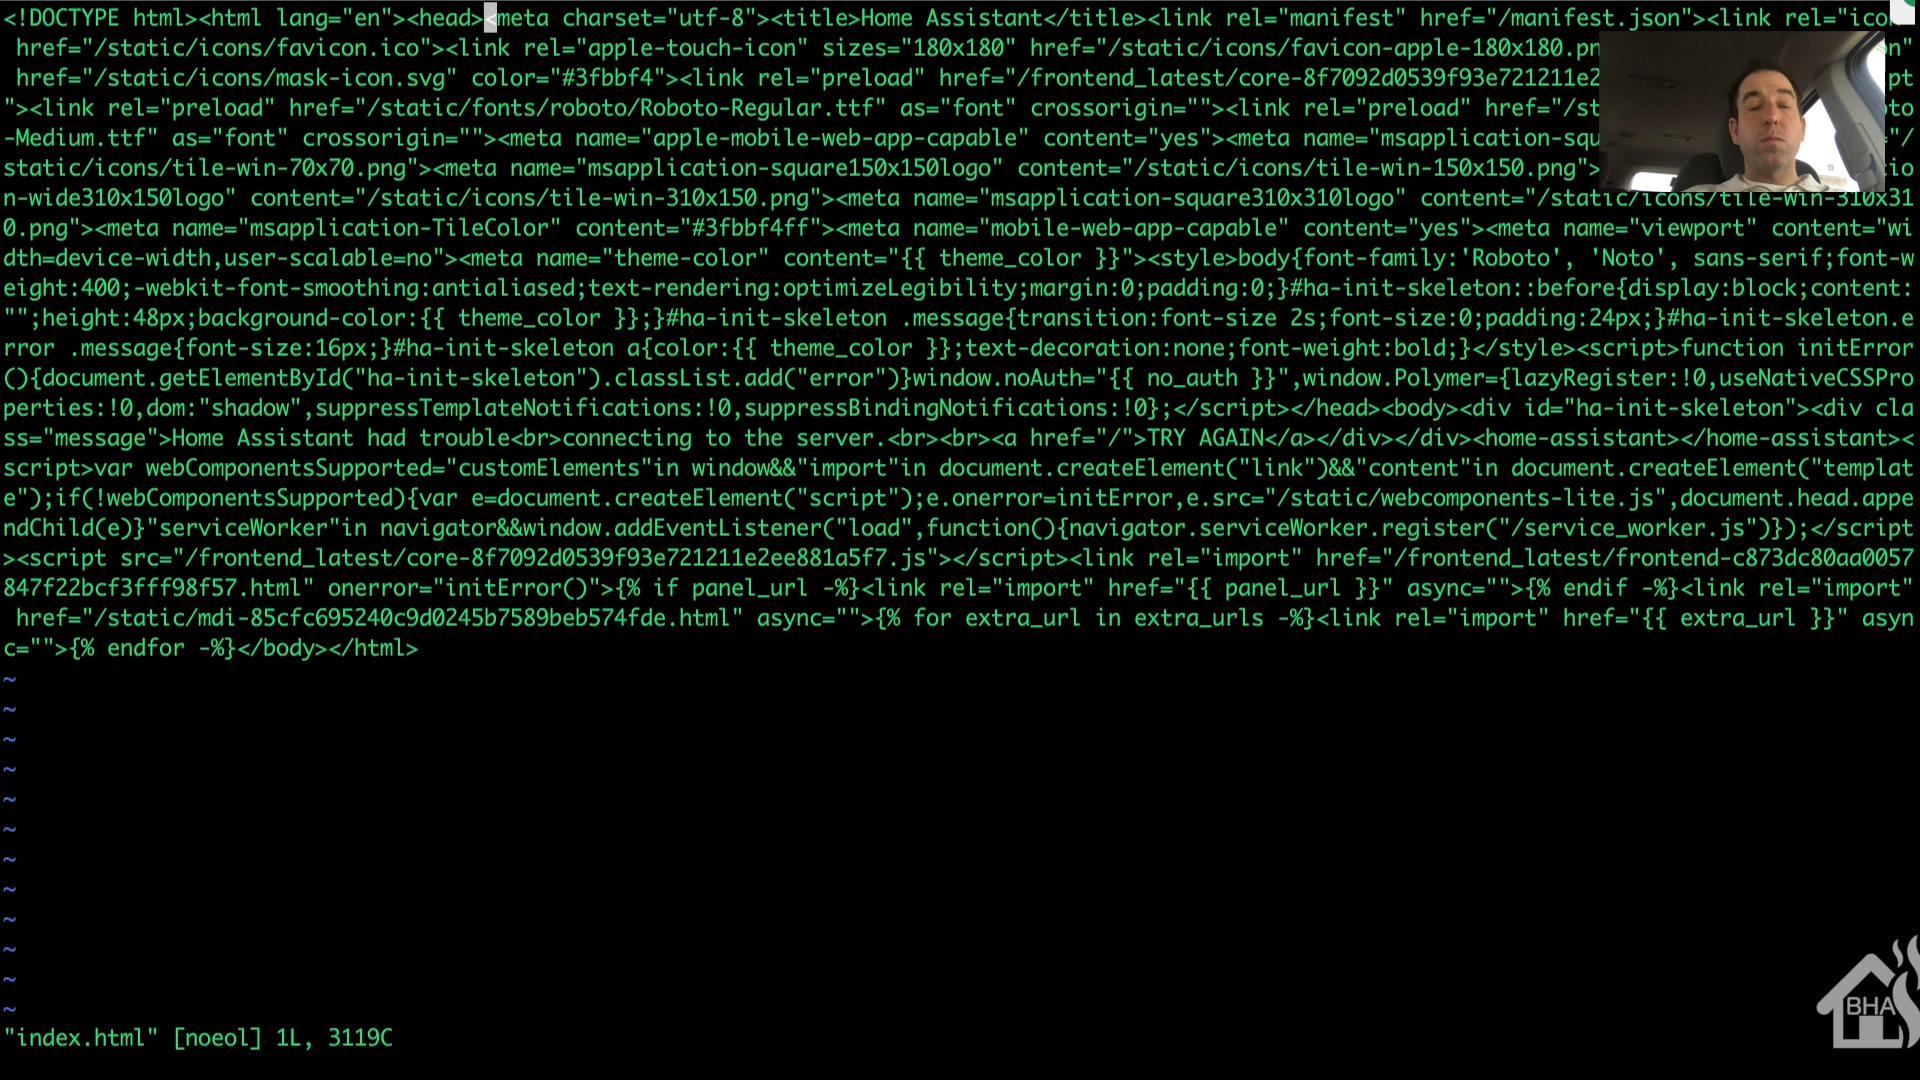 <!DOCTYPE html><html lang="en"><head><meta charset="utf-8"><title>Home Assistant</title><link rel="manifest" href="/manifest.json"><link rel="icon"
href="/static/icons/favicon.ico"><link rel="apple-touch-icon" sizes="180x180" href="/static/icons/favicon-apple-180x180.pn
href="/static/icons/mask-icon.svg" color="#3fbbf4"><link rel="preload" href="/frontend_latest/core-8f7092d0539f93e721211e2 pt
"><link rel="preload" href="/static/fonts/roboto/Roboto-Regular.ttf" as="font" crossorigin=""><link rel="preload" href="/st oto
-Medium.ttf" as="font" crossorigin=""><meta name="apple-mobile-web-app-capable" content="yes"><meta name="msapplication-squ ="/
static/icons/tile-win-70x70.png"><meta name="msapplication-square150x150logo" content="/static/icons/tile-win-150x150.png"> tio
n-wide310x150logo" content="/static/icons/tile-win-310x150.png"><meta name="msapplication-square310x310logo" content="/static/icons/tile-win-310x31
0.png"><meta name="msapplication-TileColor" content="#3fbbf4ff"><meta name="mobile-web-app-capable" content="yes"><meta name="viewport" content="wi
dth=device-width,user-scalable=no"><meta name="theme-color" content="{{ theme_color }}"><style>body{font-family:'Roboto', 'Noto', sans-serif;font-w
eight:400;-webkit-font-smoothing:antialiased;text-rendering:optimizeLegibility;margin:0;padding:0;}#ha-init-skeleton::before{display:block;content:
"";height:48px;background-color:{{ theme_color }};}#ha-init-skeleton .message{transition:font-size 2s;font-size:0;padding:24px;}#ha-init-skeleton.e
rror .message{font-size:16px;}#ha-init-skeleton a{color:{{ theme_color }};text-decoration:none;font-weight:bold;}</style><script>function initError
(){document.getElementById("ha-init-skeleton").classList.add("error")}window.noAuth="{{ no_auth }}",window.Polymer={lazyRegister:!0,useNativeCSSPro
perties:!0,dom:"shadow",suppressTemplateNotifications:!0,suppressBindingNotifications:!0};</script></head><body><div id="ha-init-skeleton"><div cla
ss="message">Home Assistant had trouble<br>connecting to the server.<br><br><a href="/">TRY AGAIN</a></div></div><home-assistant></home-assistant><
script>var webComponentsSupported="customElements"in window&&"import"in document.createElement("link")&&"content"in document.createElement("templat
e");if(!webComponentsSupported){var e=document.createElement("script");e.onerror=initError,e.src="/static/webcomponents-lite.js",document.head.appe
ndChild(e)}"serviceWorker"in navigator&&window.addEventListener("load",function(){navigator.serviceWorker.register("/service_worker.js")});</script
><script src="/frontend_latest/core-8f7092d0539f93e721211e2ee881a5f7.js"></script><link rel="import" href="/frontend_latest/frontend-c873dc80aa0057
847f22bcf3fff98f57.html" onerror="initError()">{% if panel_url -%}<link rel="import" href="{{ panel_url }}" async="">{% endif -%}<link rel="import"
href="/static/mdi-85cfc695240c9d0245b7589beb574fde.html" async="">{% for extra_url in extra_urls -%}<link rel="import" href="{{ extra_url }}" asyn
c="">{% endfor -%}</body></html>
~
~
~
~
~
~
~
~
~
~
~
~
BHA
"index.html" [noeol] 1L, 3119C